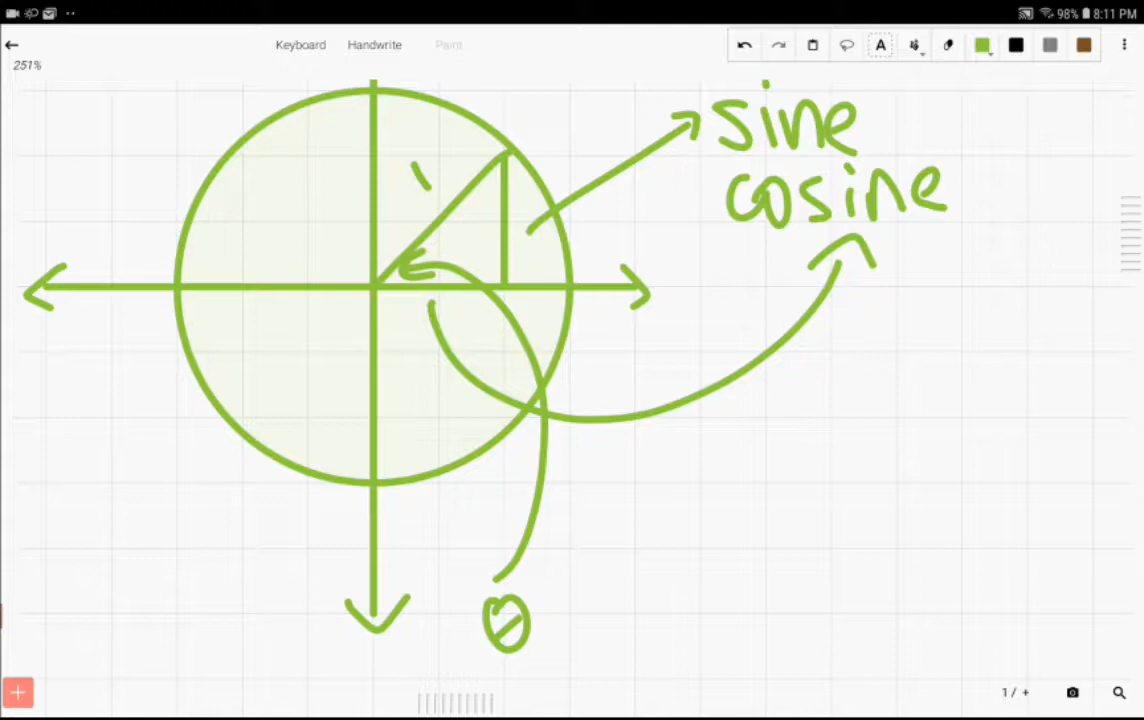 98% 8:11 PM
Keyboard Handwrite Paint A
251%
sine
cosine
1
θ
1 / +